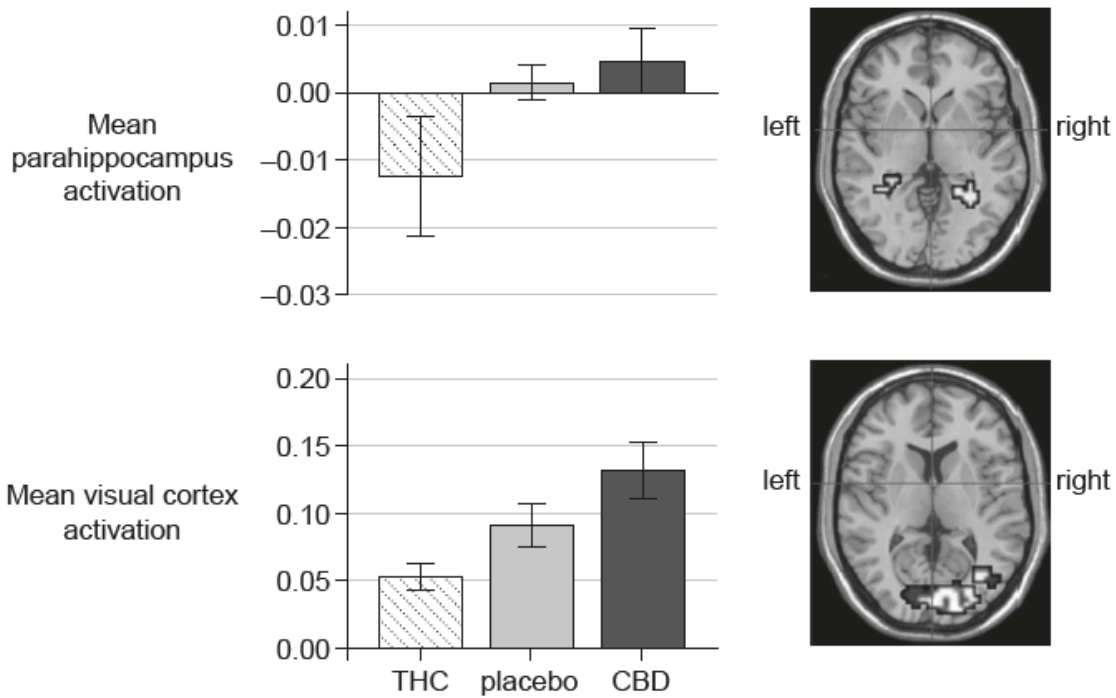 0.01
0.00
–0.01
–0.02
–0.03
Mean
parahippocampus
activation
left
right
0.20
0.15
0.10
0.05
0.00
Mean visual cortex
activation
THC
placebo
CBD
left
right